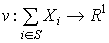 v : ∑_{i∈S} X_i → R^1